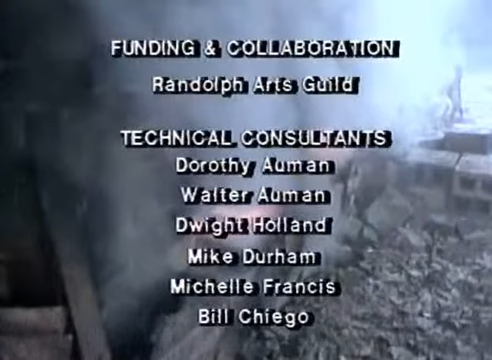 FUNDING & COLLABORATION
Randolph Arts Guild
TECHNICAL CONSULTANTS
Dorothy Auman
Walter Auman
Dwight Holland
Mike Durham
Michelle Francis
Bill Chiego